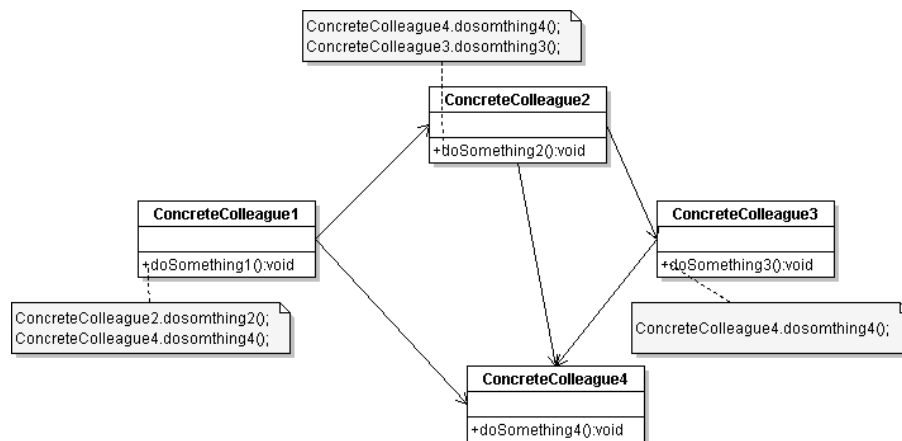 ConcreteColleague4.dosomthing4();
ConcreteColleague3.dosomthing3();
ConcreteColleague2
+doSomething2():void
ConcreteColleague1
+doSomething1():void
ConcreteColleague3
+doSomething3():void
ConcreteColleague2.dosomthing2();
ConcreteColleague4.dosomthing4();
ConcreteColleague4.dosomthing4();
ConcreteColleague4
+doSomething4():void